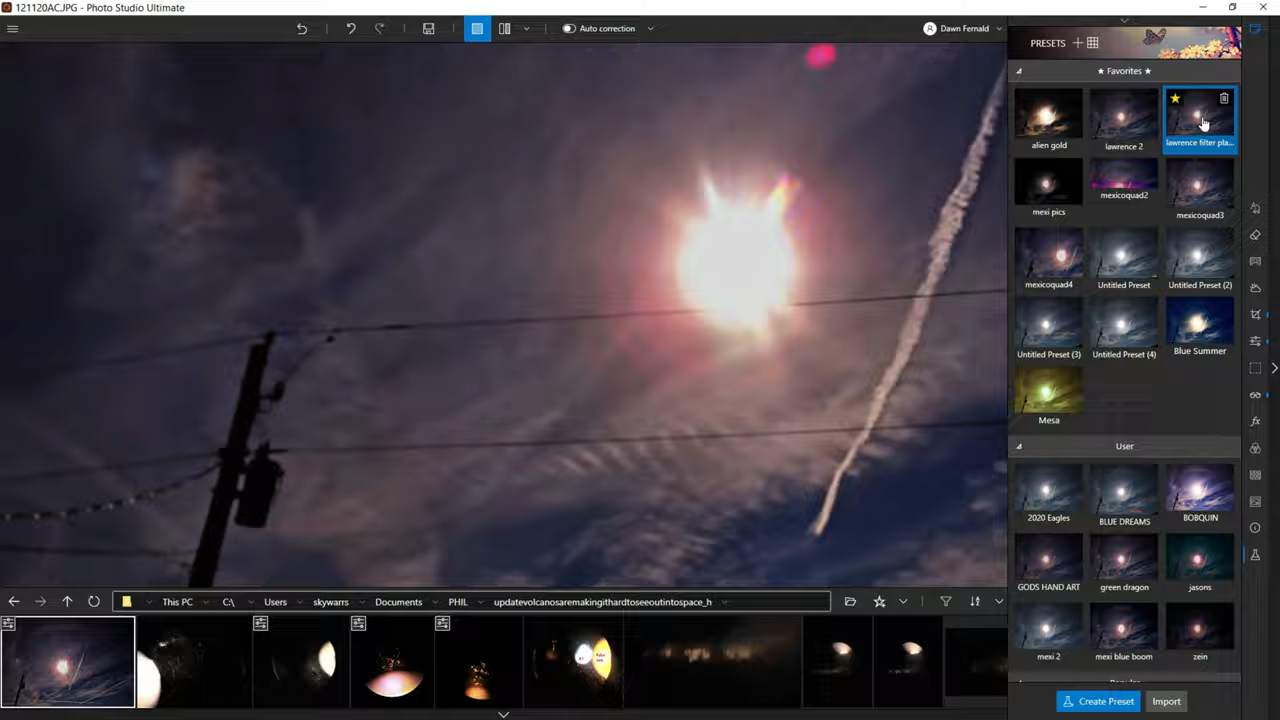 121120ACJPG - Photo Studio Ultimate
Auto correction
Dawn Fernald
PRESETS
★ Favorites ★
alien gold
lawrence 2
lawrence filter pla...
mexi pics
mexicoquad2
mexicoquad3
mexicoquad4
Untitled Preset
Untitled Preset (2)
Untitled Preset (3)
Untitled Preset (4)
Blue Summer
Mesa
User
2020 Eagles
BLUE DREAMS
BOBQUIN
GODS HAND ART
green dragon
jasons
mexi 2
mexi blue boom
zein
This PC
C:\
Users
skywarrs
Documents
PHIL
updatevolcanosaremakingithardtoseeoutintospace_h
Create Preset
Import